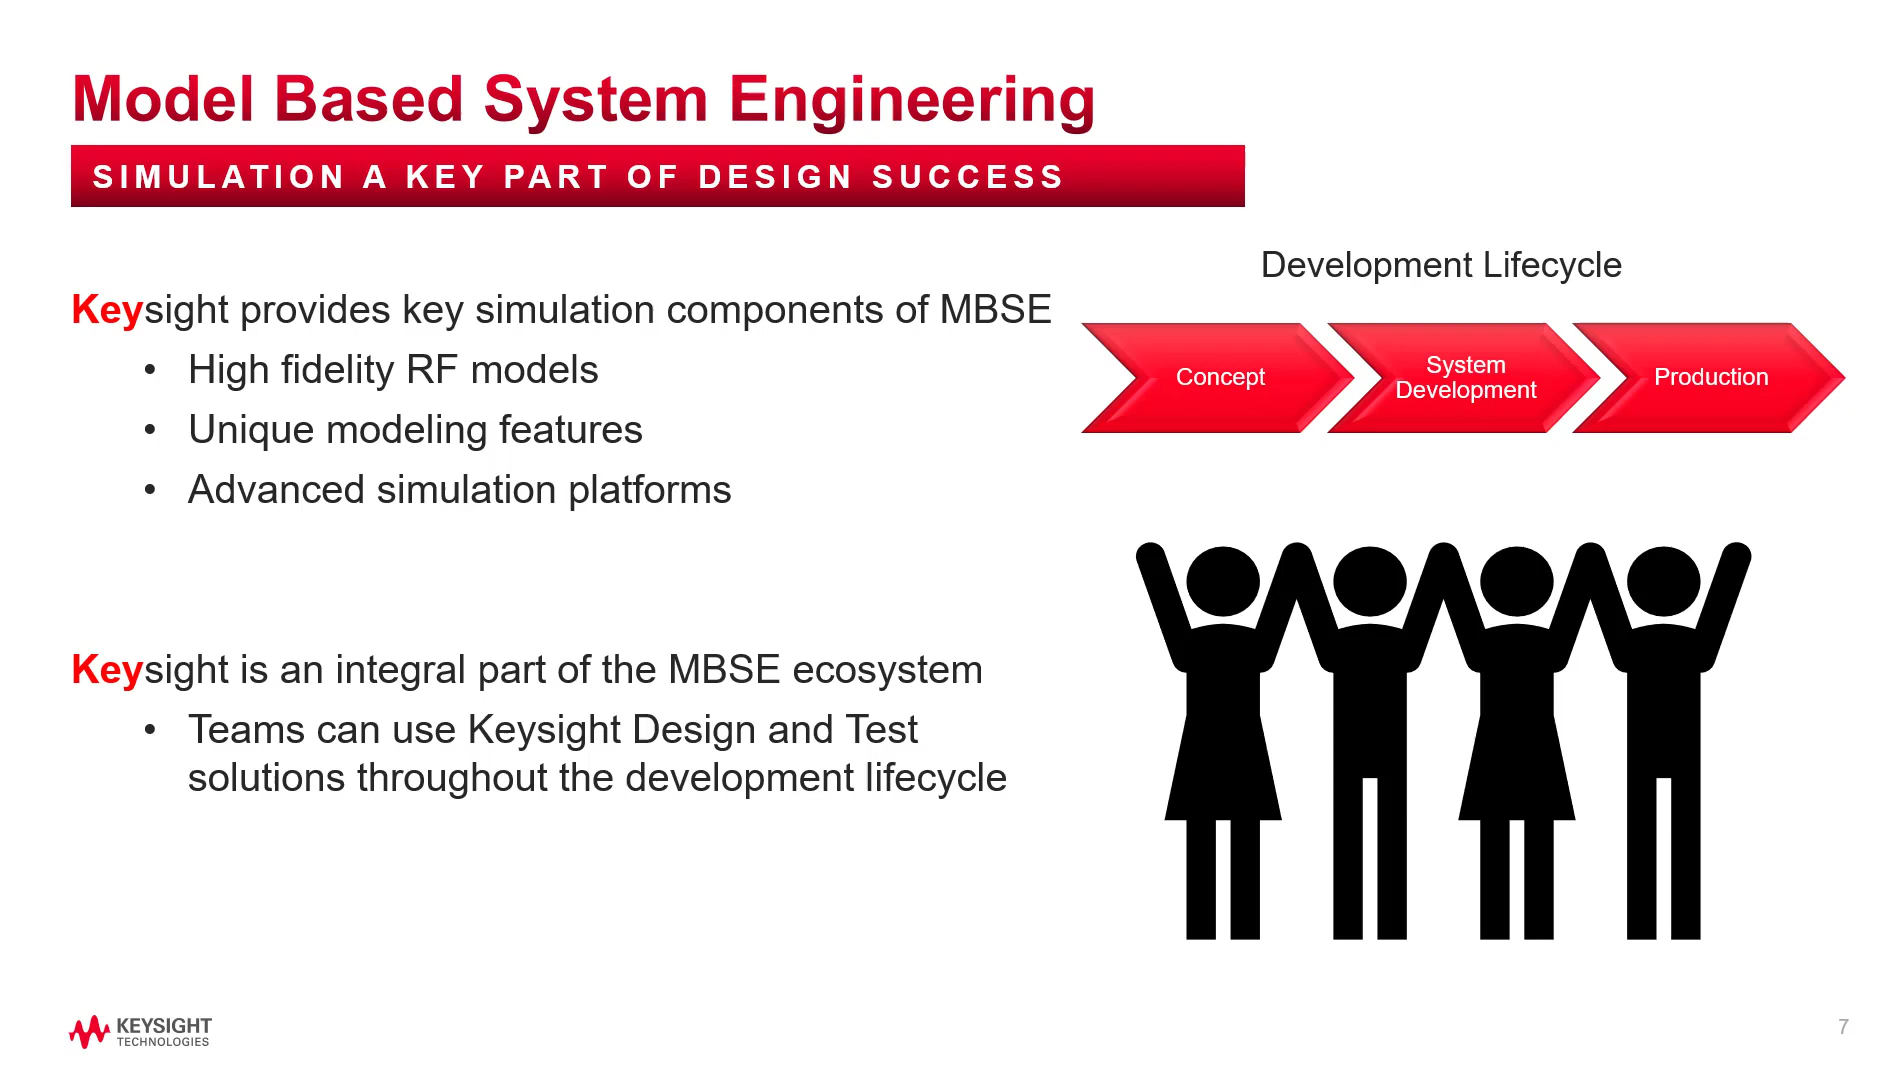 Model Based System Engineering
SIMULATION A KEY PART OF DESIGN SUCCESS
Keysight provides key simulation components of MBSE
• High fidelity RF models
• Unique modeling features
• Advanced simulation platforms
Keysight is an integral part of the MBSE ecosystem
• Teams can use Keysight Design and Test
solutions throughout the development lifecycle
Development Lifecycle
Concept
System
Development
Production
KEYSIGHT
TECHNOLOGIES
7